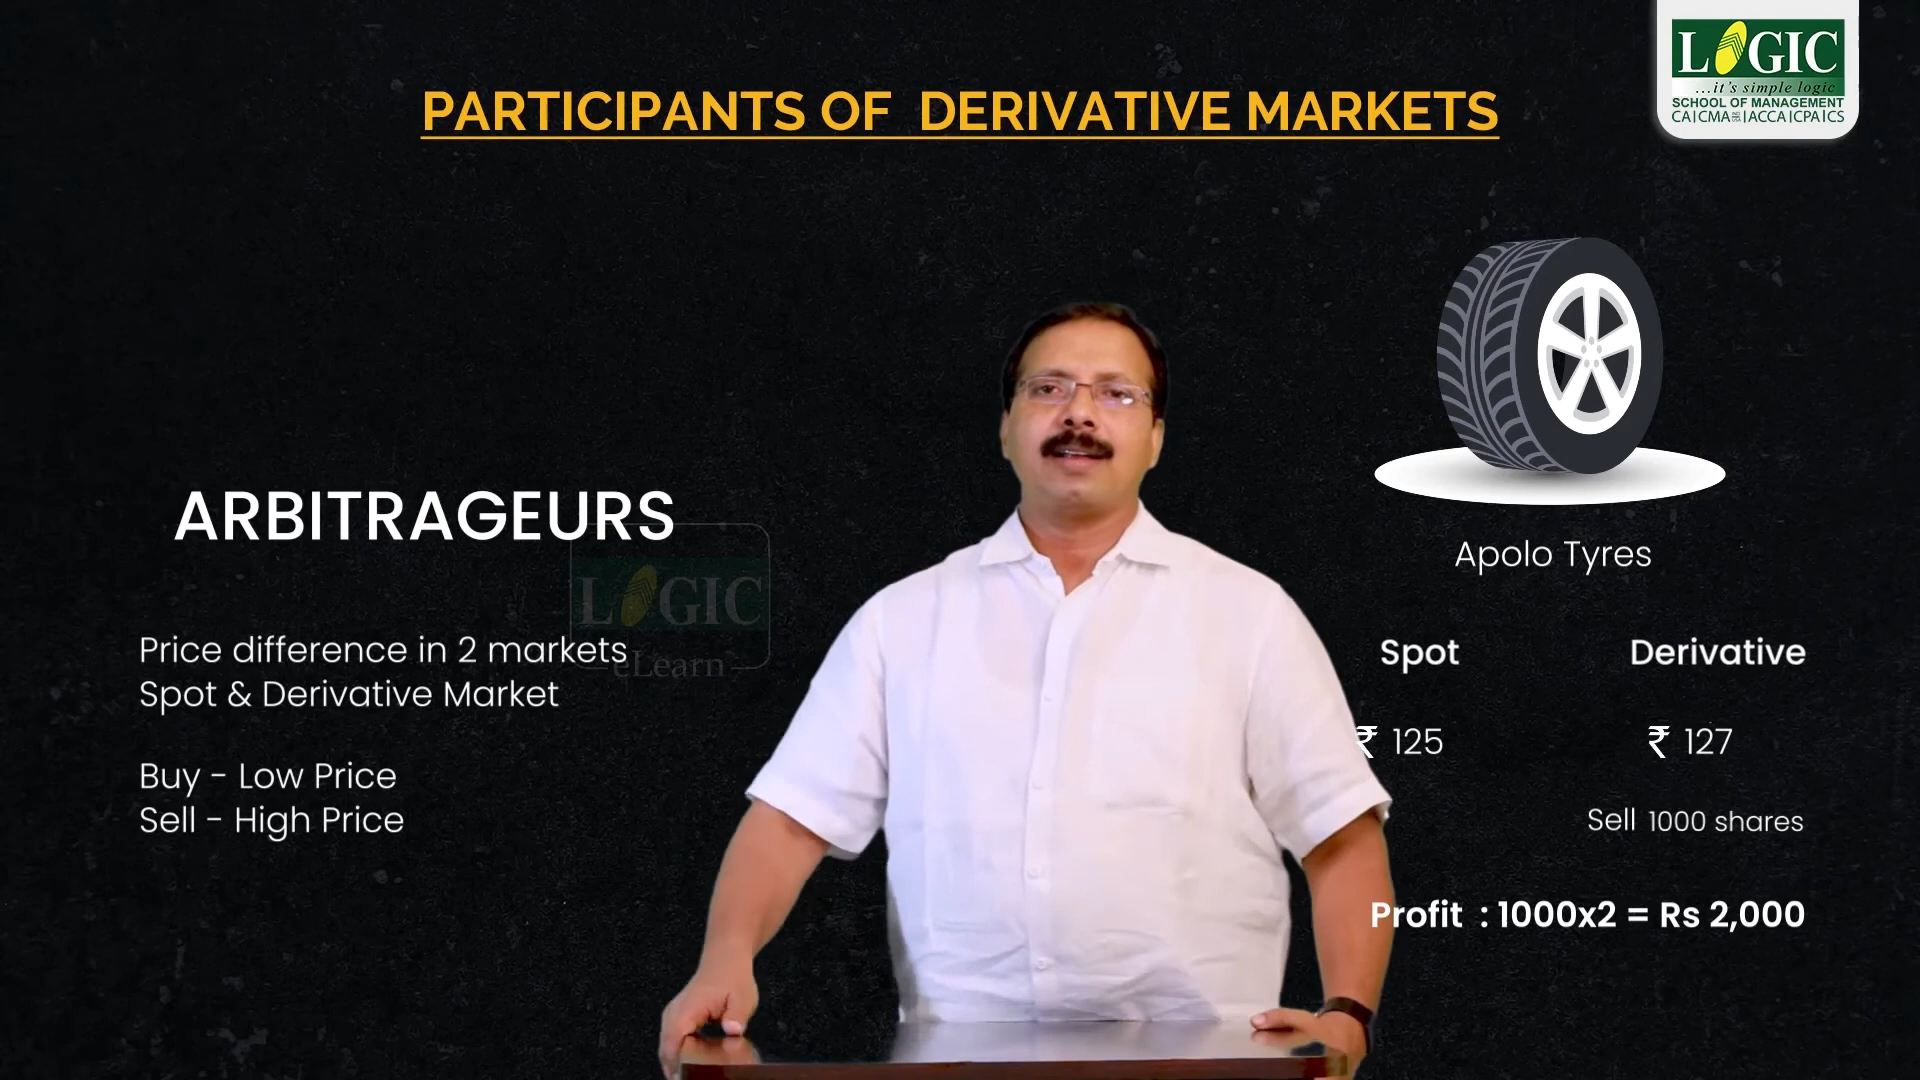 PARTICIPANTS OF DERIVATIVE MARKETS
LOGIC
...it's simple logic
SCHOOL OF MANAGEMENT
CA|CMA|ACCA|CPA|CS
ARBITRAGEURS
LOGIC
eLearn
Price difference in 2 markets
Spot & Derivative Market
Buy - Low Price
Sell - High Price
Apolo Tyres
Spot Derivative
₹ 125 ₹ 127
Sell 1000 shares
Profit : 1000x2 = Rs 2,000